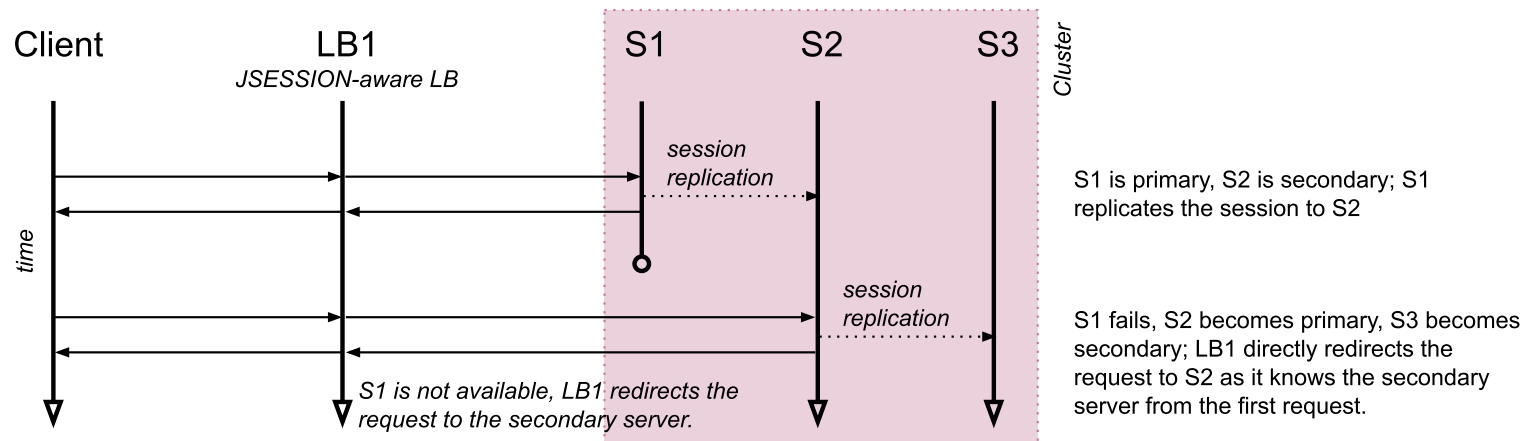 Client
LB1
S1
S2
S3
JSESSION-aware LB
Cluster
session
replication
S1 is primary, S2 is secondary; S1
replicates the session to S2
time
session
replication
S1 fails, S2 becomes primary, S3 becomes
secondary; LB1 directly redirects the
request to S2 as it knows the secondary
server from the first request.
S1 is not available, LB1 redirects the
request to the secondary server.